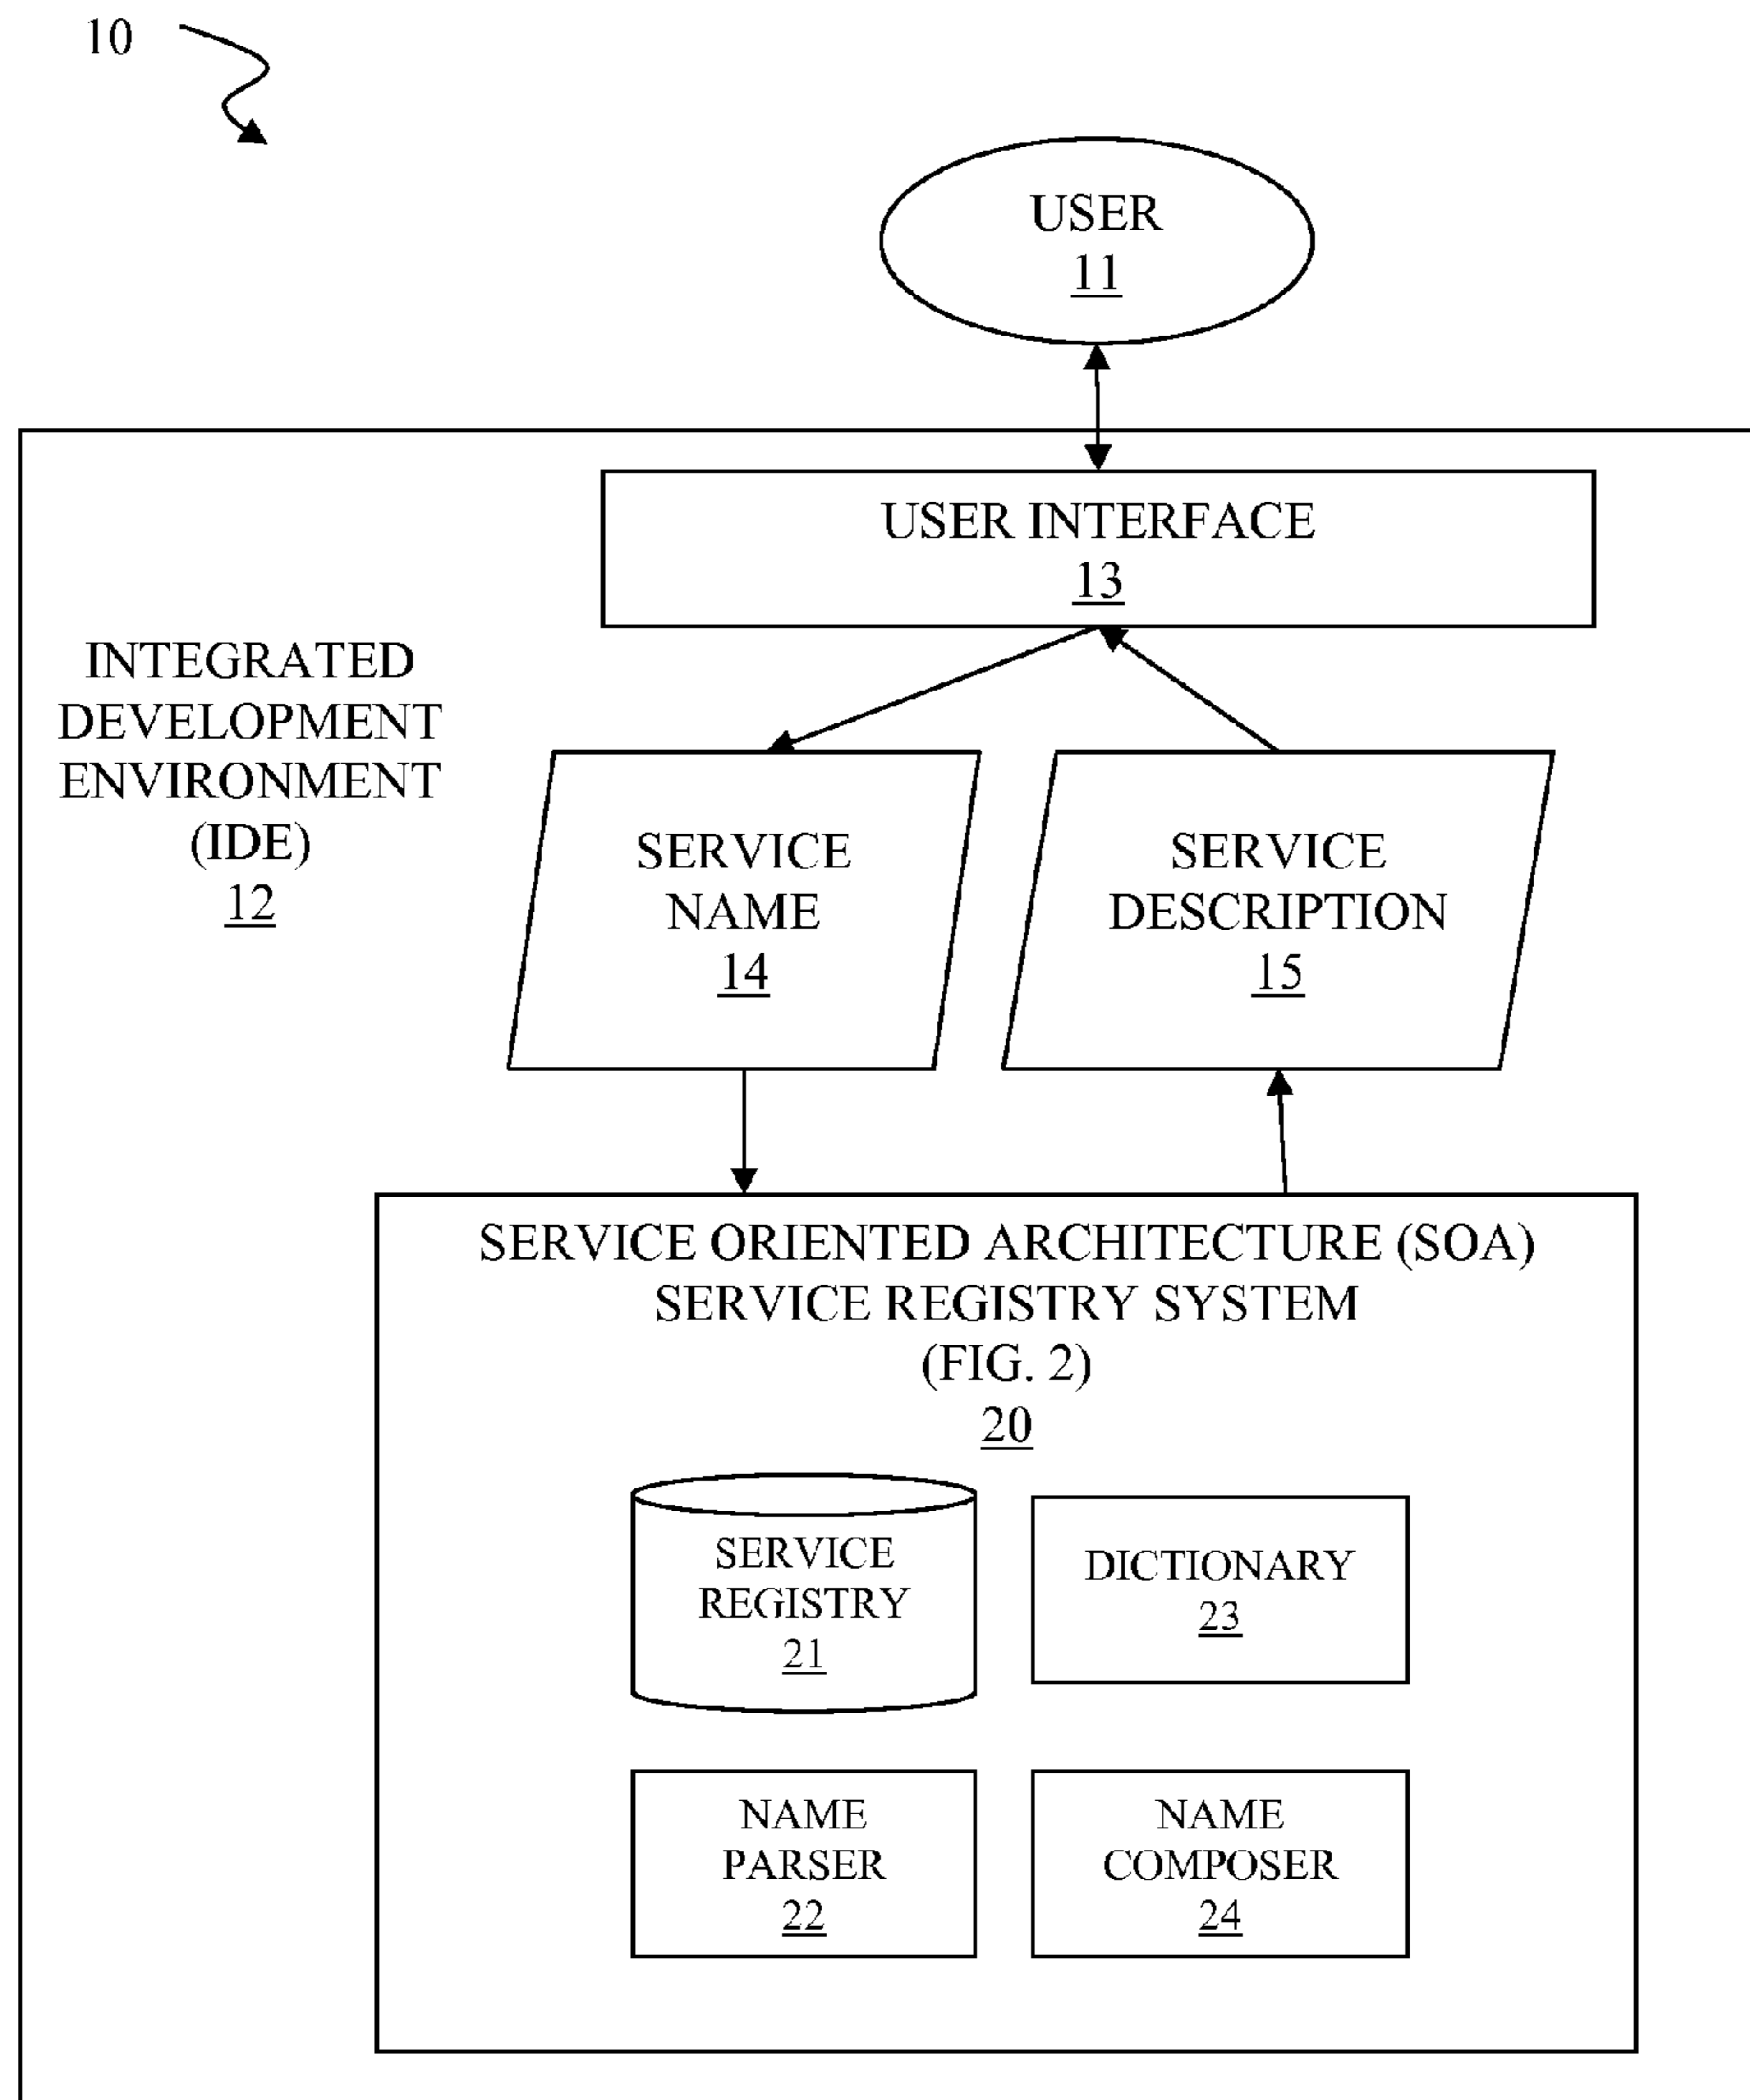 10
USER
11
USER INTERFACE
13
INTEGRATED
DEVELOPMENT
ENVIRONMENT
(IDE)
12
SERVICE
NAME
14
SERVICE
DESCRIPTION
15
SERVICE ORIENTED ARCHITECTURE (SOA)
SERVICE REGISTRY SYSTEM
(FIG. 2)
20
SERVICE
REGISTRY
21
DICTIONARY
23
NAME
PARSER
22
NAME
COMPOSER
24